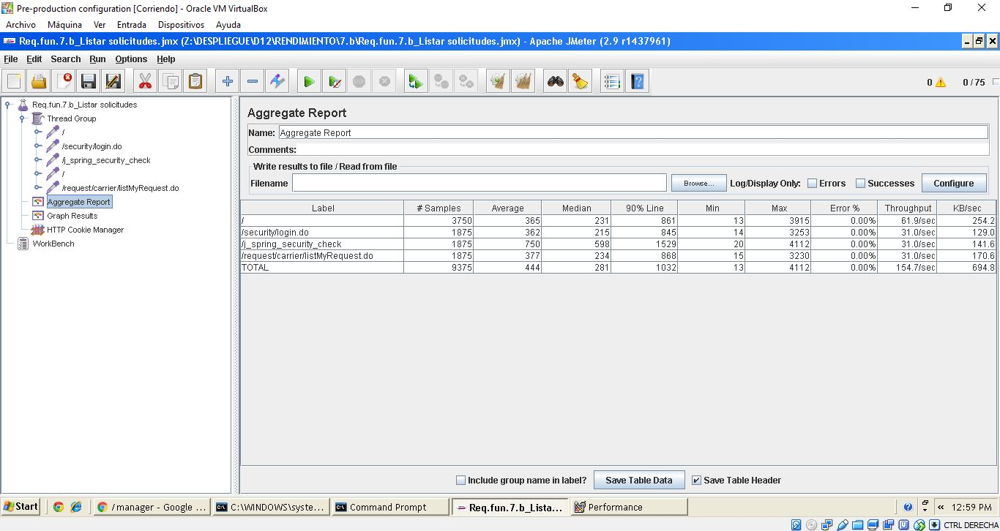 Pre-production configuration [Corriendo] - Oracle VM VirtualBox
Archivo Máquina Ver Entrada Dispositivos Ayuda
Req.fun.7.b_Listar solicitudes.jmx (Z:\DESPLIEGUE\D12\RENDIMIENTO\7.b\Req.fun.7.b_Listar solicitudes.jmx) - Apache JMeter (2.9 r1437961)
File Edit Search Run Options Help
0 0 / 75
Req.fun.7.b_Listar solicitudes
Thread Group
/
/security/login.do
/j_spring_security_check
/
/request/carrier/listMyRequest.do
Aggregate Report
Graph Results
HTTP Cookie Manager
WorkBench
Aggregate Report
Name: Aggregate Report
Comments:
Write results to file / Read from file
Filename Browse... Log/Display Only: Errors Successes Configure
Label # Samples Average Median 90% Line Min Max Error % Throughput KB/sec
/ 3750 365 231 861 13 3915 0.00% 61.9/sec 254.2
/security/login.do 1875 362 215 845 14 3253 0.00% 31.0/sec 129.0
/j_spring_security_check 1875 750 598 1529 20 4112 0.00% 31.0/sec 141.6
/request/carrier/listMyRequest.do 1875 377 234 868 15 3230 0.00% 31.0/sec 170.6
TOTAL 9375 444 281 1032 13 4112 0.00% 154.7/sec 694.8
Include group name in label? Save Table Data Save Table Header
Start /manager - Google ... C:\WINDOWS\syste... Command Prompt Req.fun.7.b_Lista... Performance « 12:59 PM
CTRL DERECHA